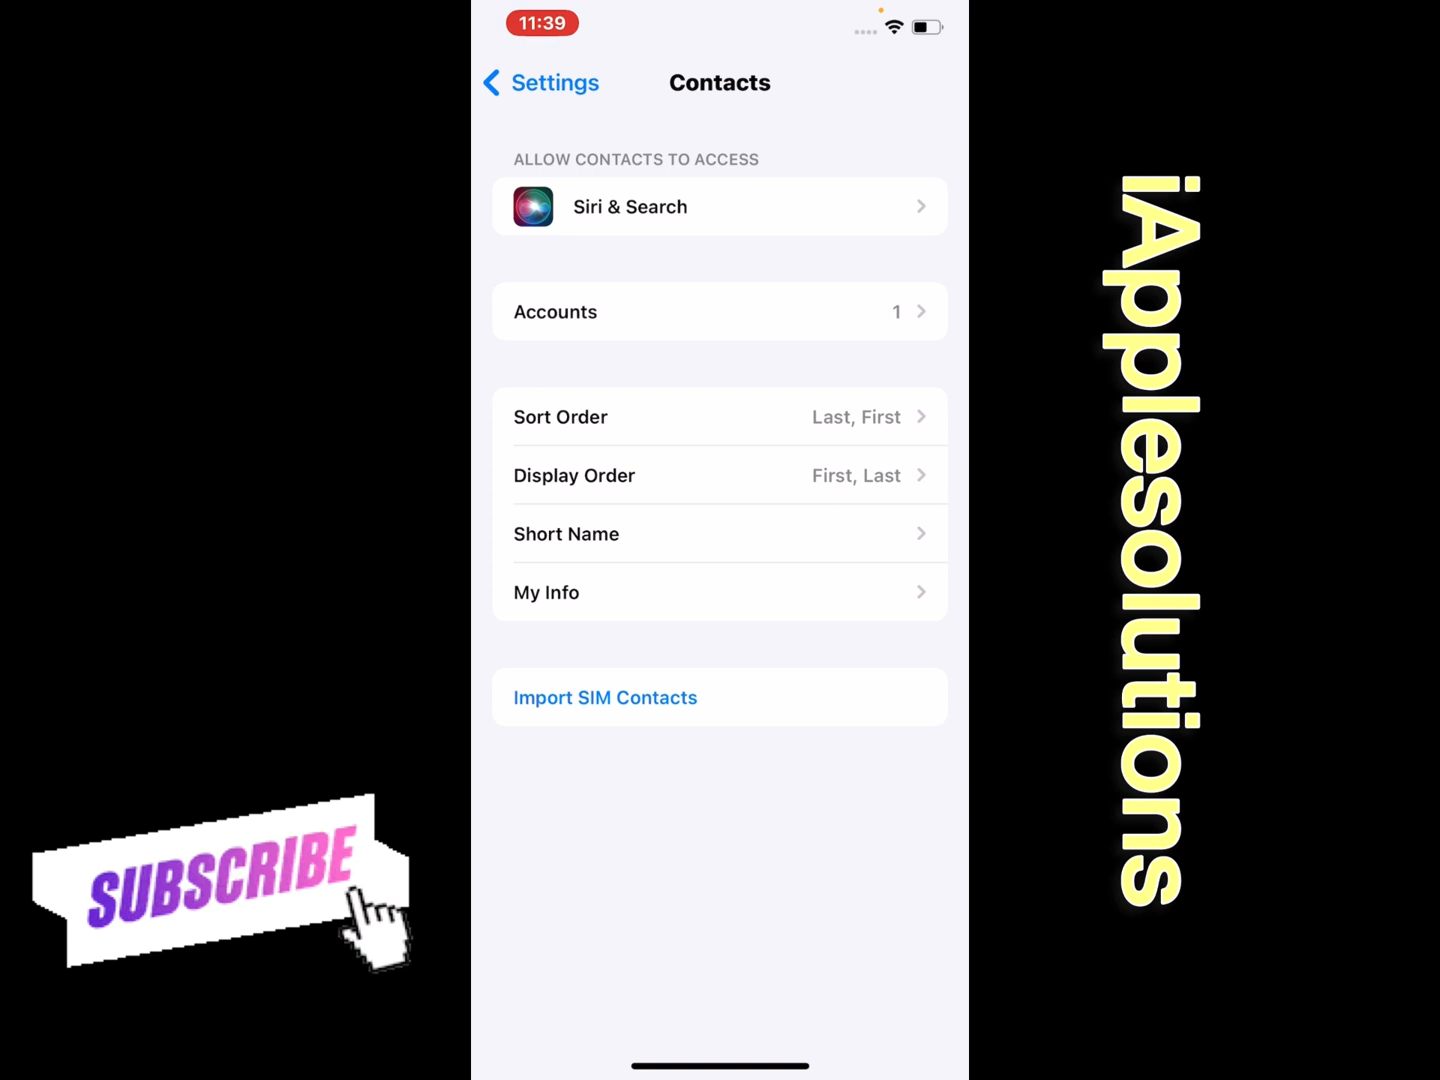 11:39
Settings
Contacts
ALLOW CONTACTS TO ACCESS
Siri & Search
Accounts 1
Sort Order Last, First
Display Order First, Last
Short Name
My Info
Import SIM Contacts
SUBSCRIBE
iApplesolutions